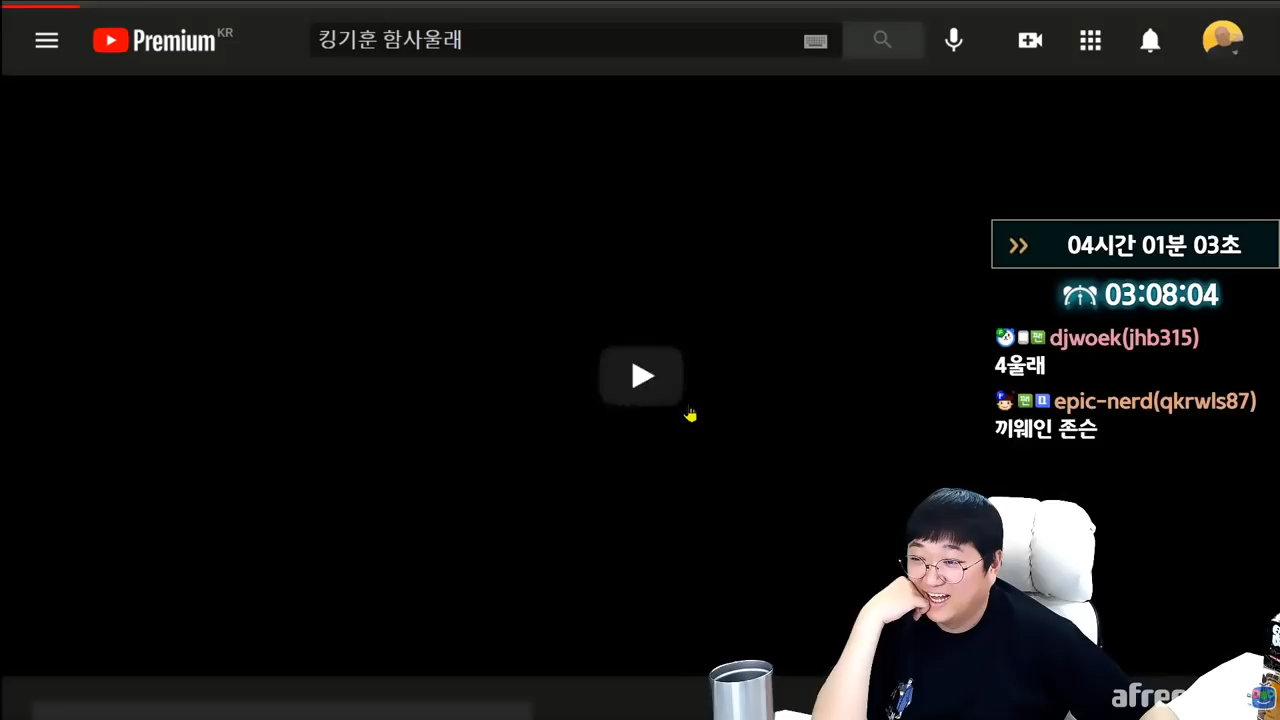 Premium KR
킹기훈 함사울래
04시간 01분 03초
03:08:04
djwoek(jhb315)
4울래
epic-nerd(qkrwls87)
끼웨인 존슨
afree